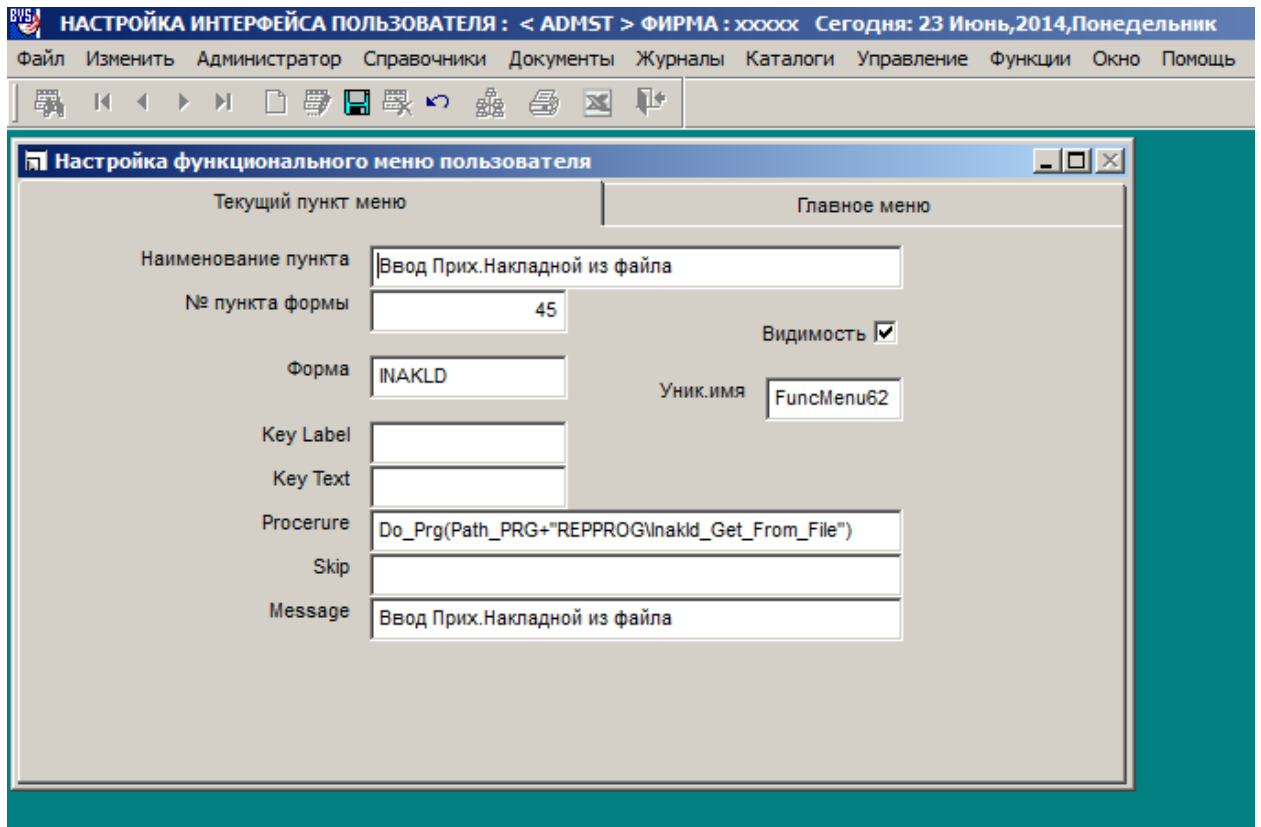 BVS
НАСТРОЙКА ИНТЕРФЕЙСА ПОЛЬЗОВАТЕЛЯ : < ADMST > ФИРМА : xxxxx Сегодня: 23 Июнь,2014,Понедельник
Файл Изменить Администратор Справочники Документы Журналы Каталоги Управление Функции Окно Помощь
Настройка функционального меню пользователя
Текущий пункт меню Главное меню
Наименование пункта Ввод Прих.Накладной из файла
№ пункта формы 45
Видимость
Форма INAKLD
Уник.имя FuncMenu62
Key Label
Key Text
Procerure Do_Prg(Path_PRG+"REPPROG\Inakld_Get_From_File")
Skip
Message Ввод Прих.Накладной из файла